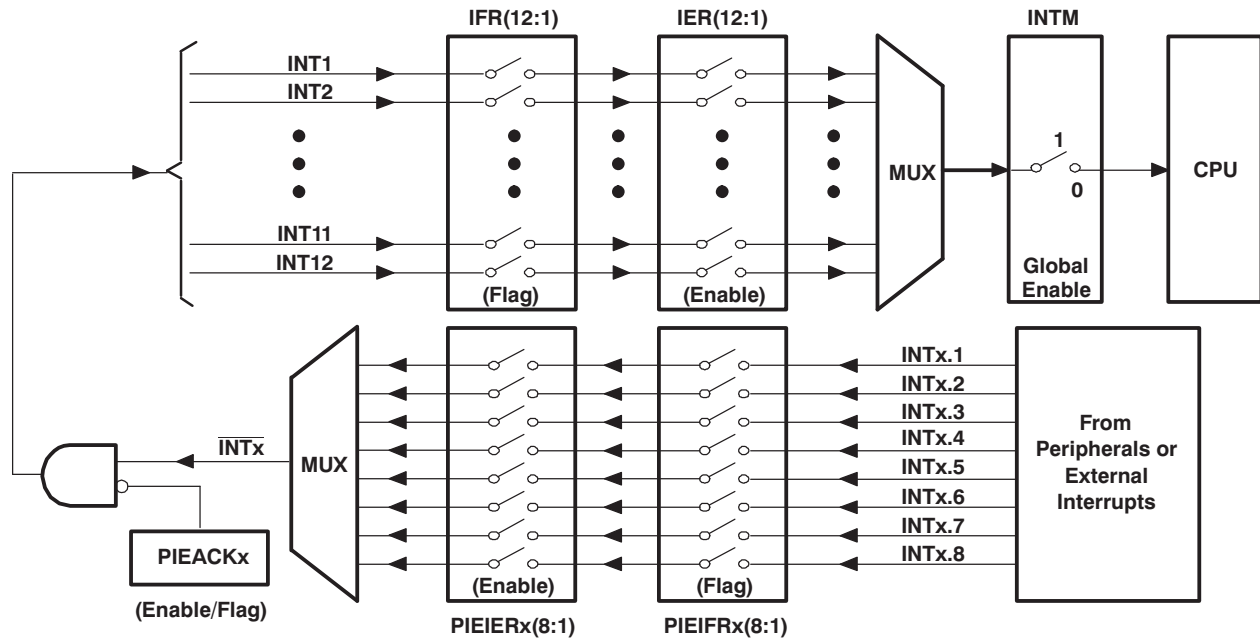 IFR(12:1)
IER(12:1)
INTM
INT1
INT2
INT11
INT12
(Flag)
(Enable)
MUX
1
0
Global
Enable
CPU
INTx
MUX
PIEACKx
(Enable/Flag)
(Enable)
PIEIERx(8:1)
(Flag)
PIEIFRx(8:1)
INTx.1
INTx.2
INTx.3
INTx.4
INTx.5
INTx.6
INTx.7
INTx.8
From
Peripherals or
External
Interrupts